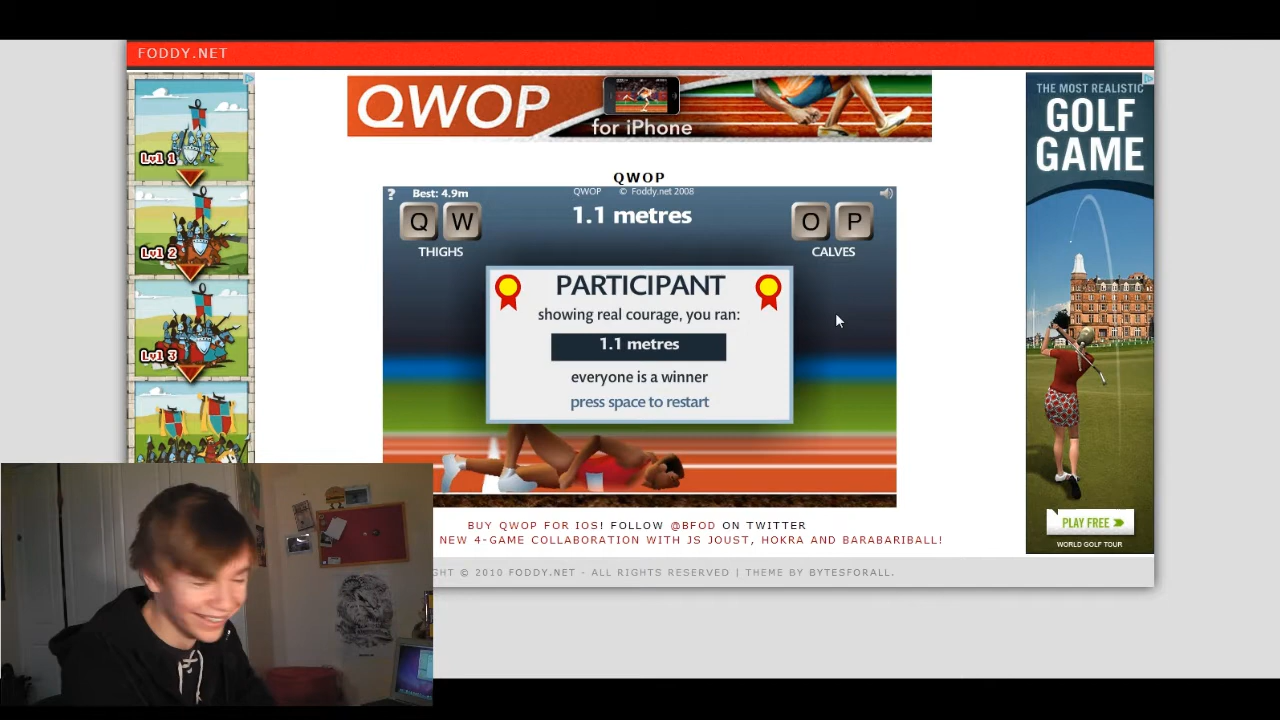 FODDY.NET
QWOP
for iPhone
THE MOST REALISTIC
GOLF
GAME
Lvl 1
Lvl 2
Lvl 3
QWOP
? Best: 4.9m QWOP © Foddy.net 2008
Q W 1.1 metres O P
THIGHS CALVES
PARTICIPANT
showing real courage, you ran:
1.1 metres
everyone is a winner
press space to restart
PLAY FREE
WORLD GOLF TOUR
BUY QWOP FOR IOS! FOLLOW @BFOD ON TWITTER
NEW 4-GAME COLLABORATION WITH JS JOUST, HOKRA AND BARABARIBALL!
GHT © 2010 FODDY.NET - ALL RIGHTS RESERVED | THEME BY BYTESFORALL.